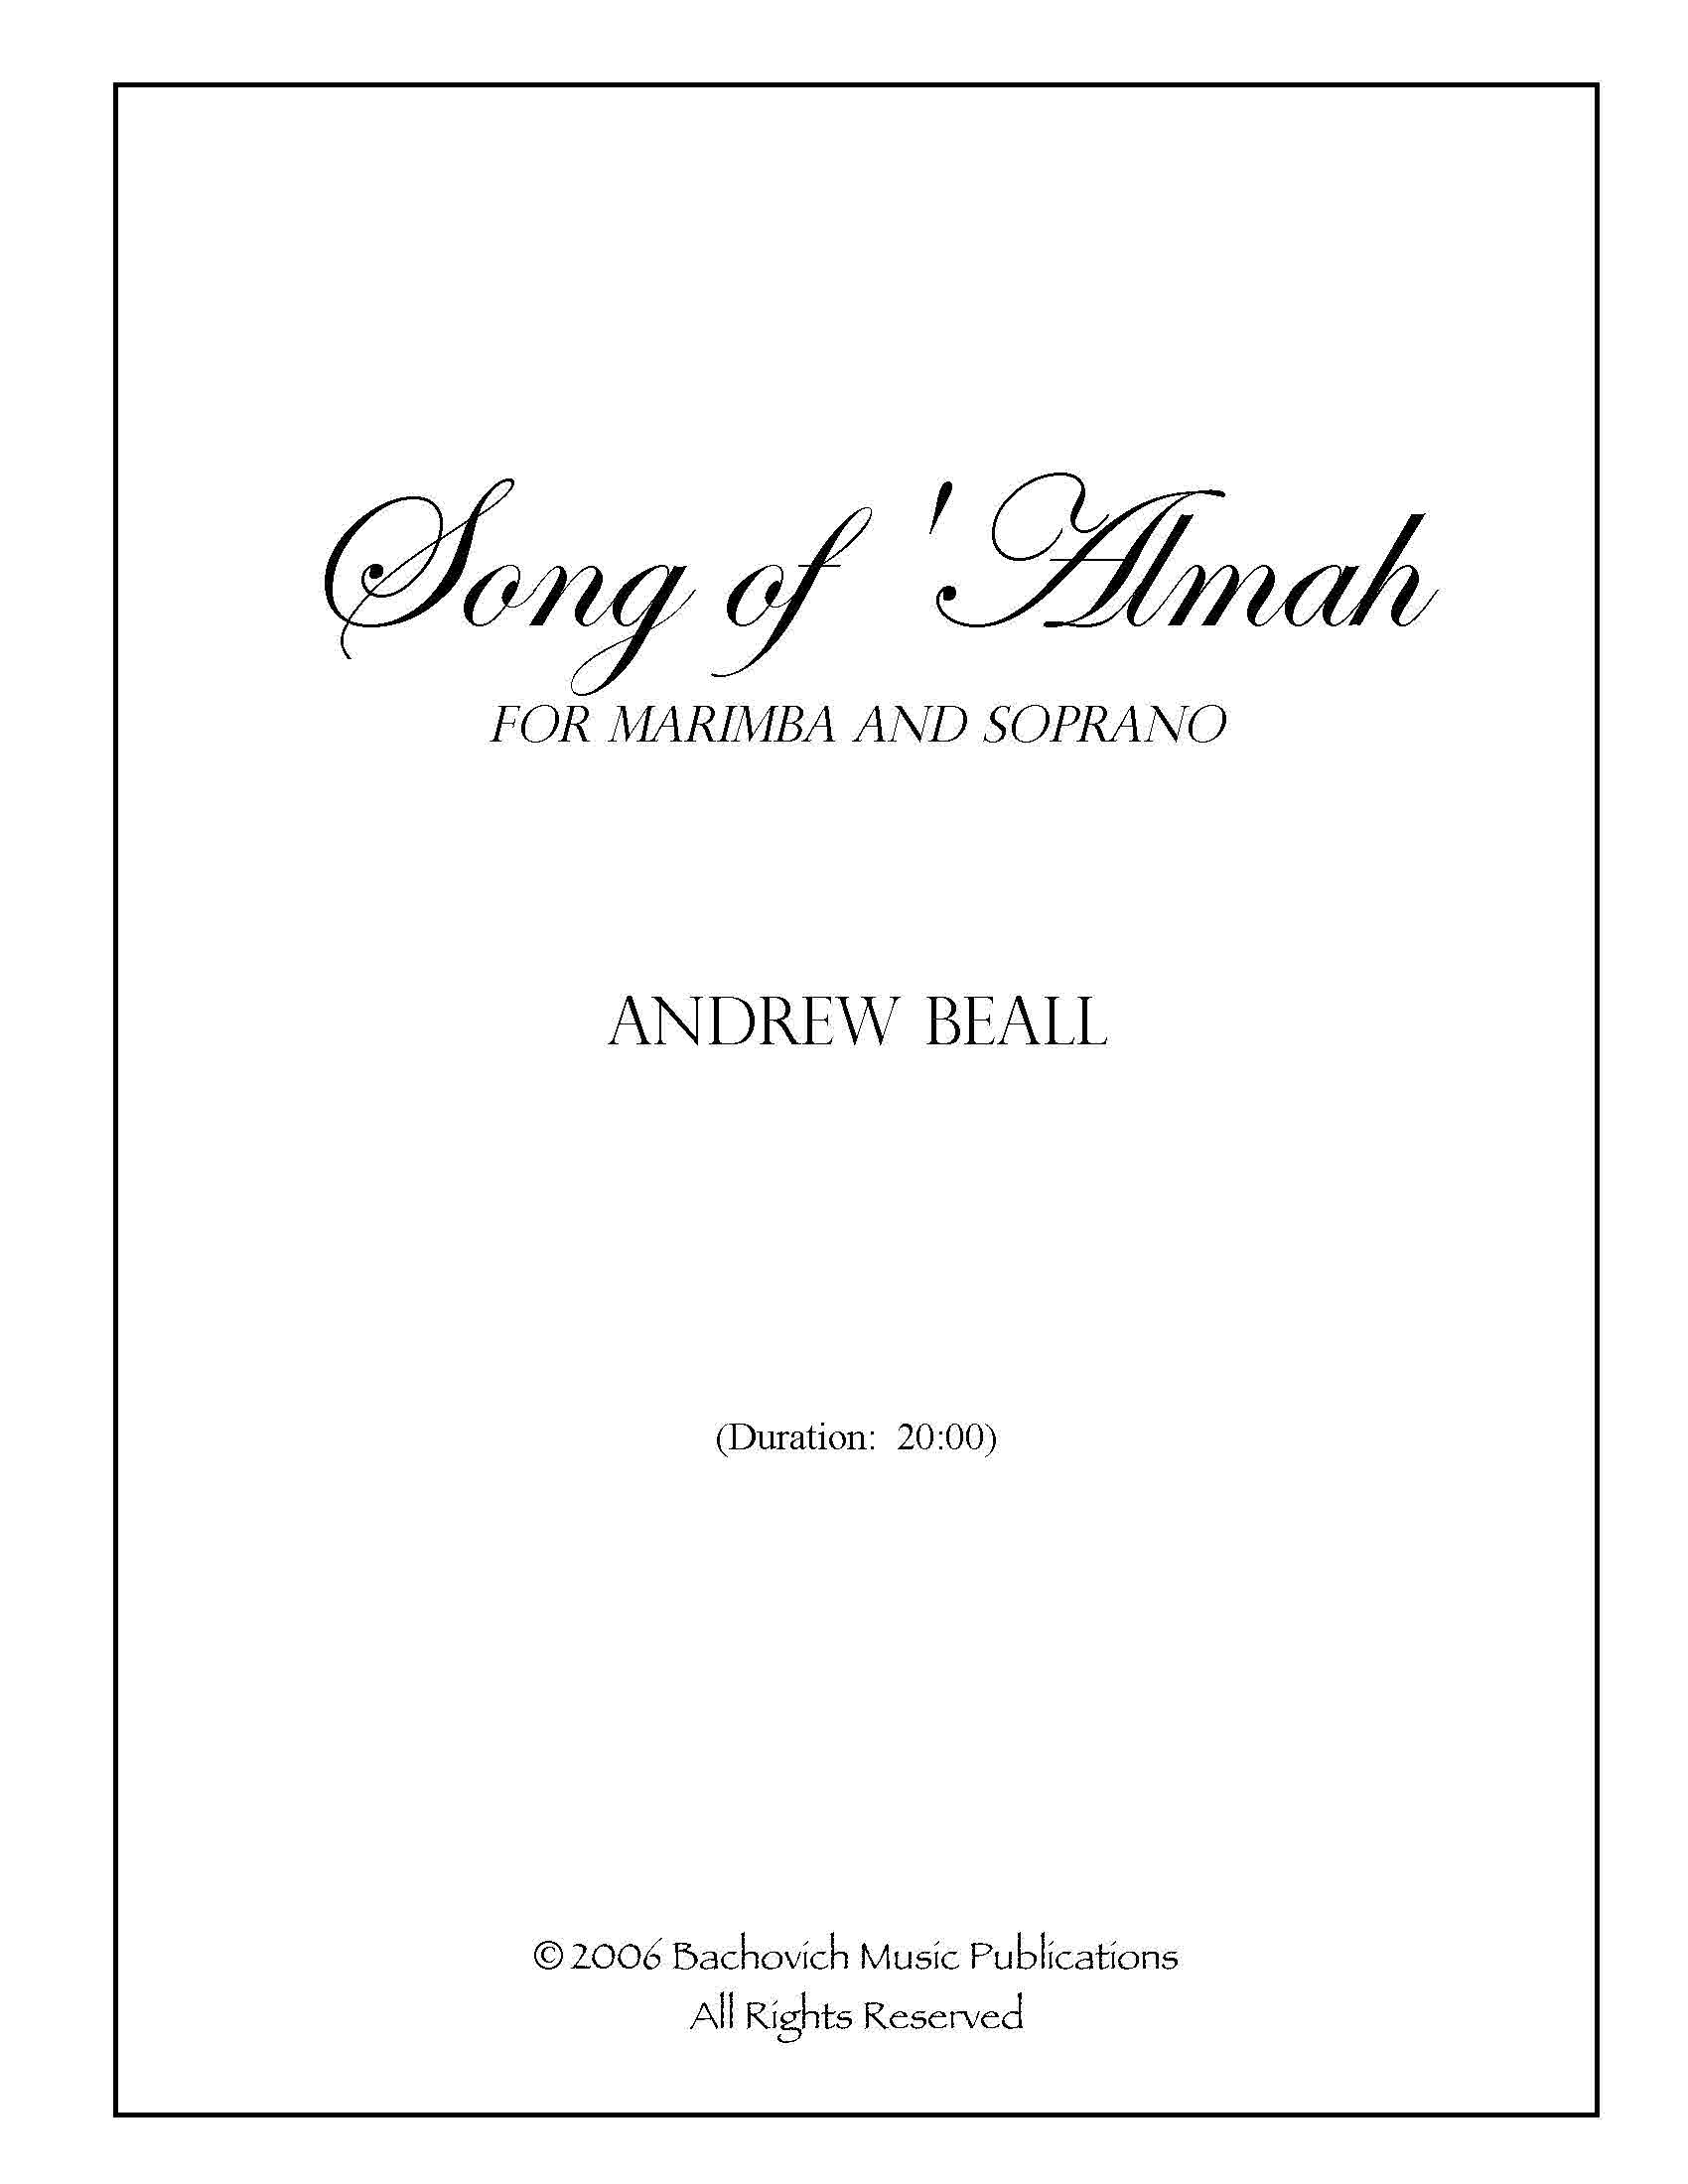 Song of 'Almah
FOR MARIMBA AND SOPRANO
ANDREW BEALL
(Duration: 20:00)
© 2006 Bachovich Music Publications
All Rights Reserved